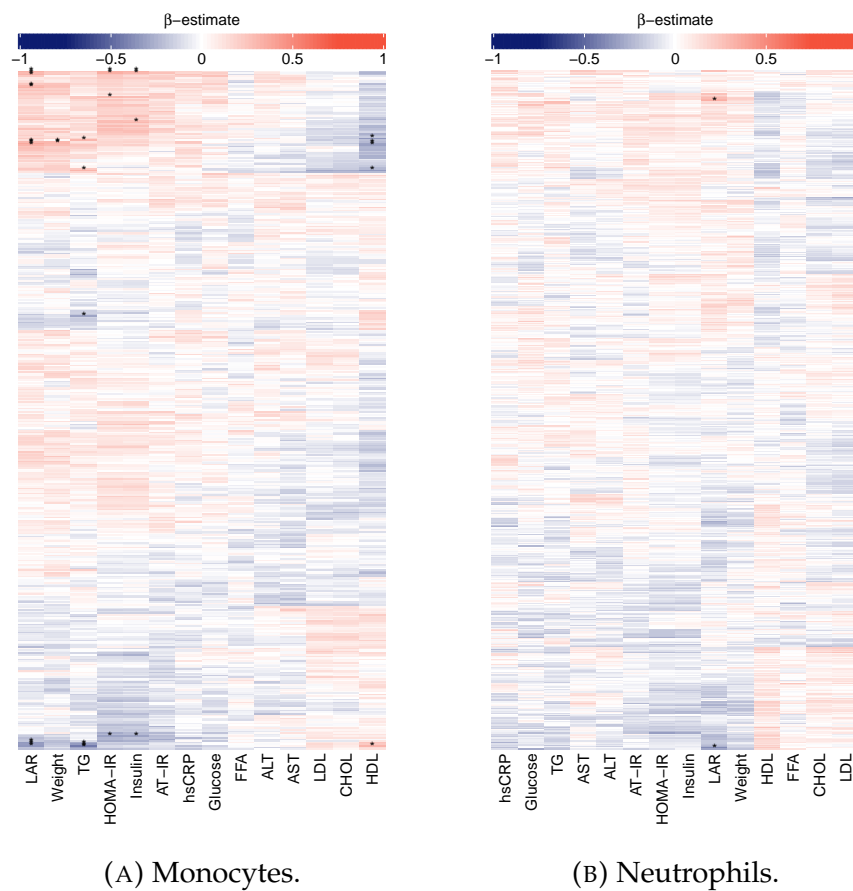 β−estimate
−1 −0.5 0 0.5 1
LAR
Weight
TG
HOMA−IR
Insulin
AT−IR
hsCRP
Glucose
FFA
ALT
AST
LDL
CHOL
HDL
(A) Monocytes.
β−estimate
−1 −0.5 0 0.5
hsCRP
Glucose
TG
AST
ALT
AT−IR
HOMA−IR
Insulin
LAR
Weight
HDL
FFA
CHOL
LDL
(B) Neutrophils.